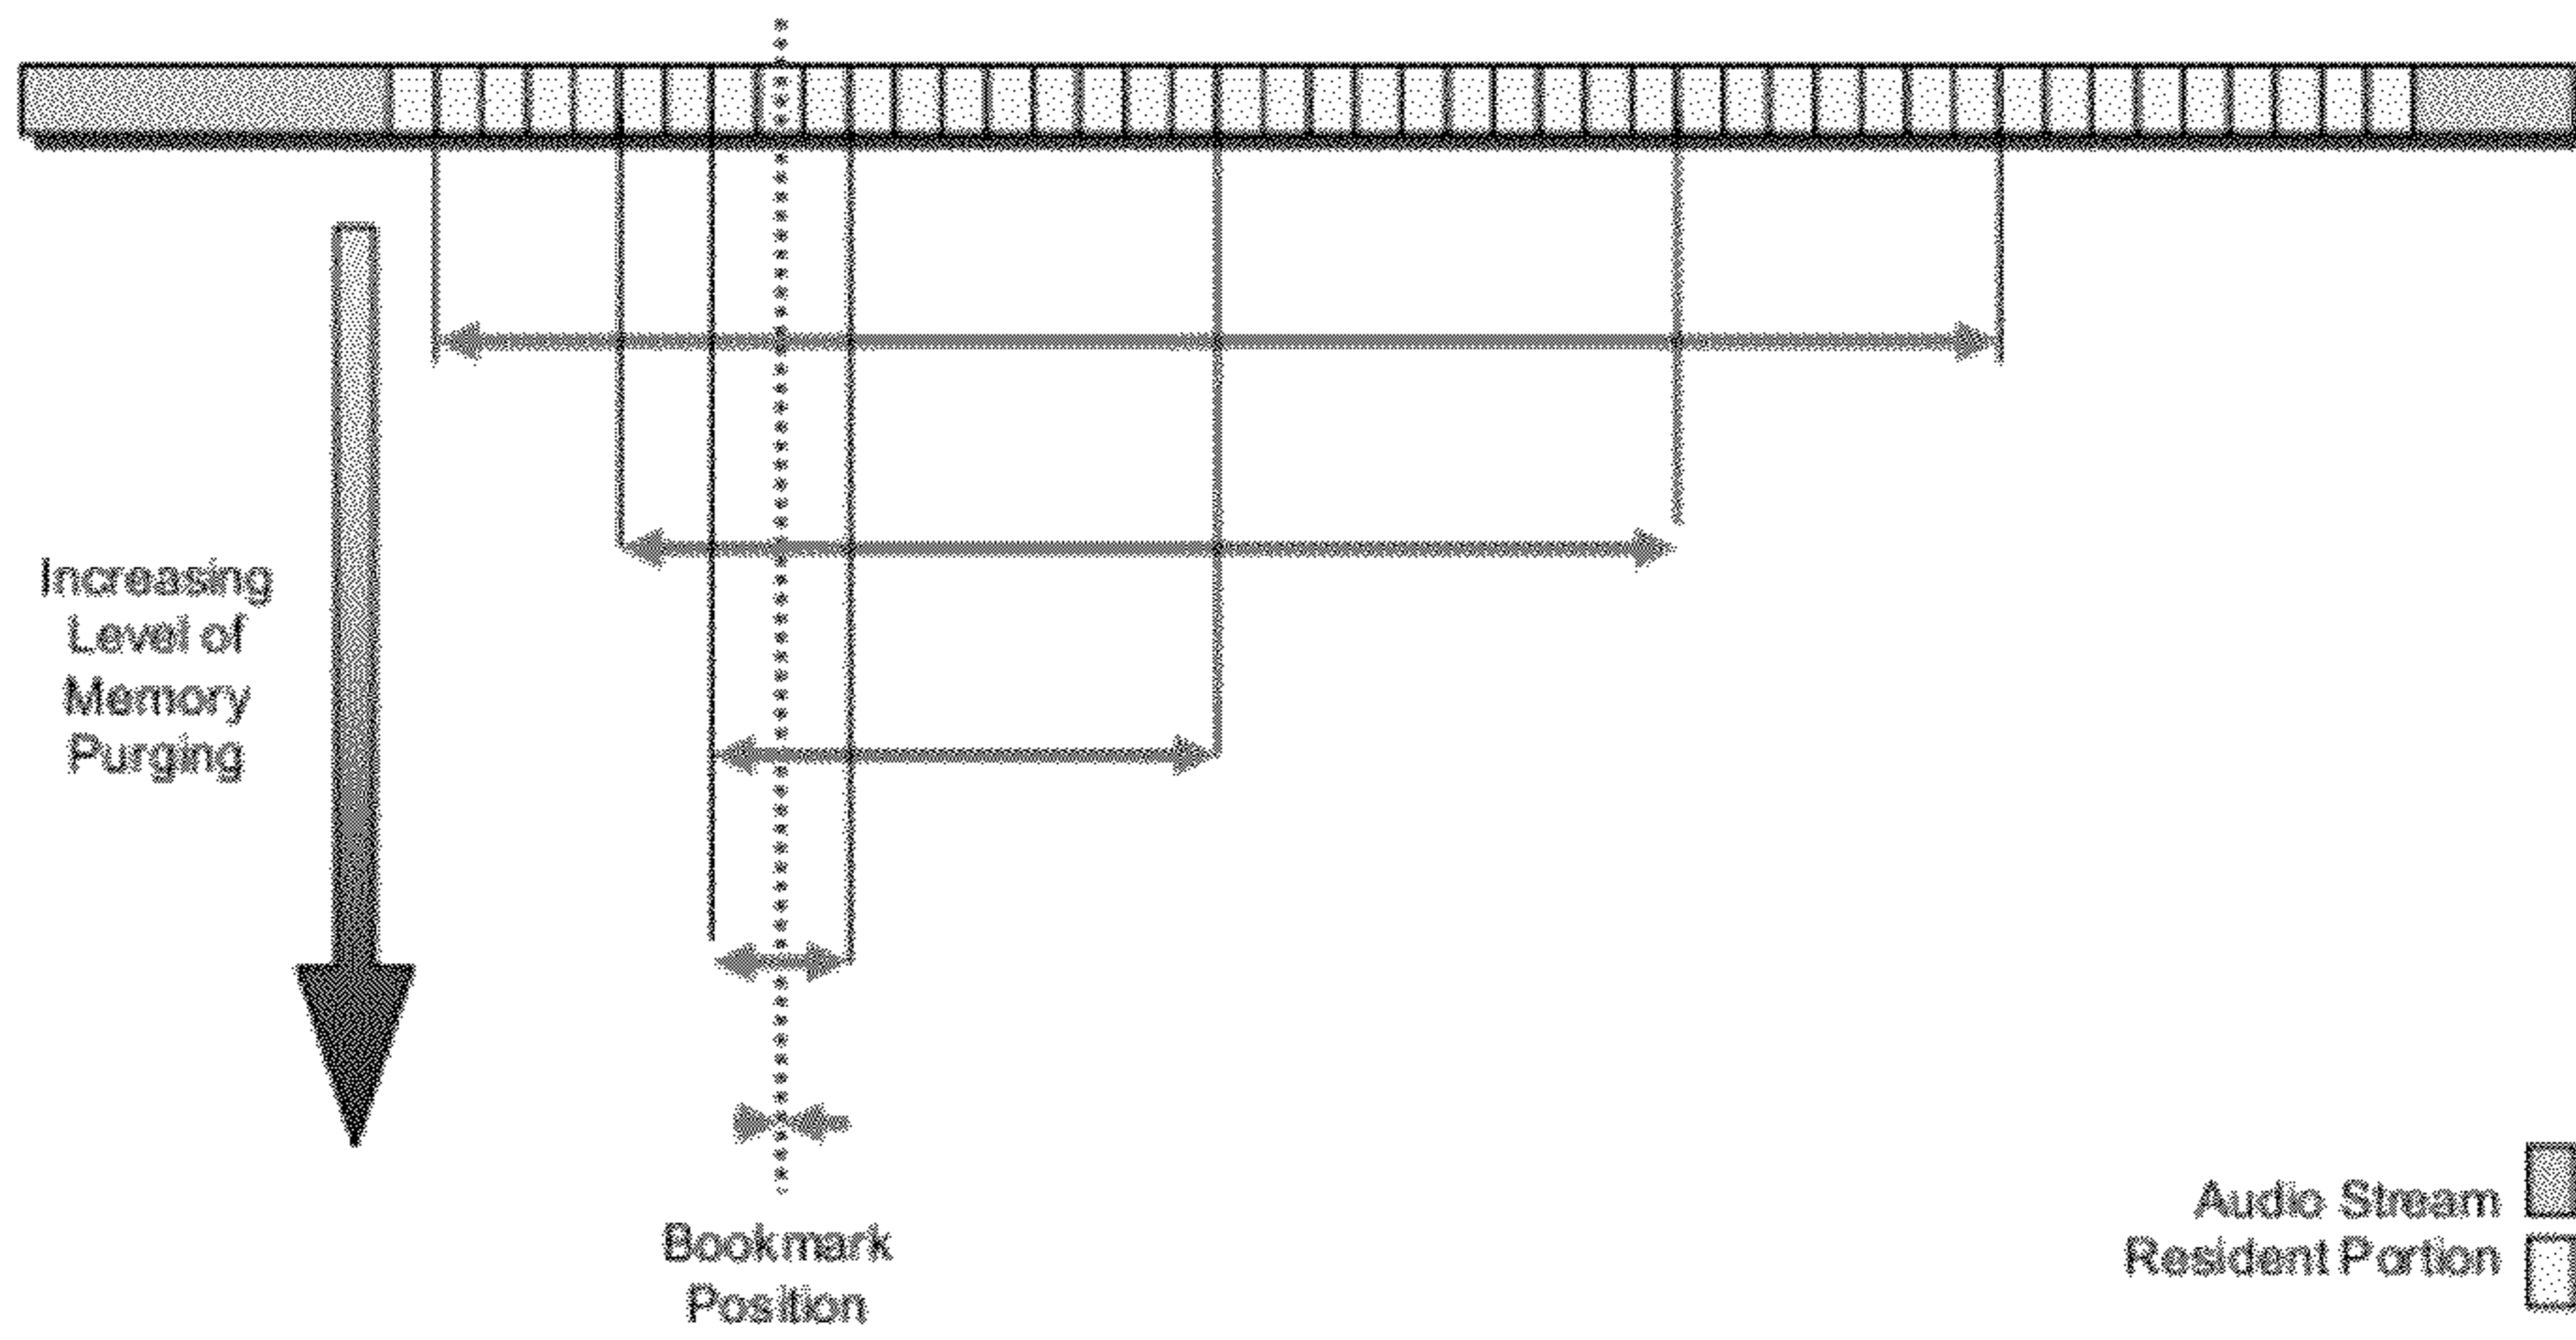 Increasing
Level of
Memory
Purging
Bookmark
Position
Audio Stream
Resident Portion